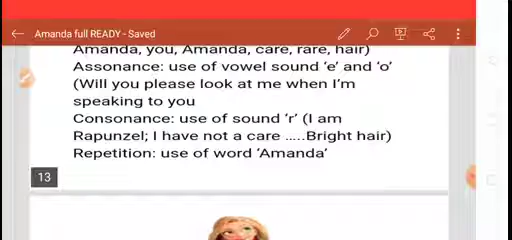 Amanda full READY - Saved
Amanda, you, Amanda, care, rare, hair)
Assonance: use of vowel sound 'e' and 'o'
(Will you please look at me when I'm
speaking to you
Consonance: use of sound 'r' (I am
Rapunzel; I have not a care .....Bright hair)
Repetition: use of word 'Amanda'
13